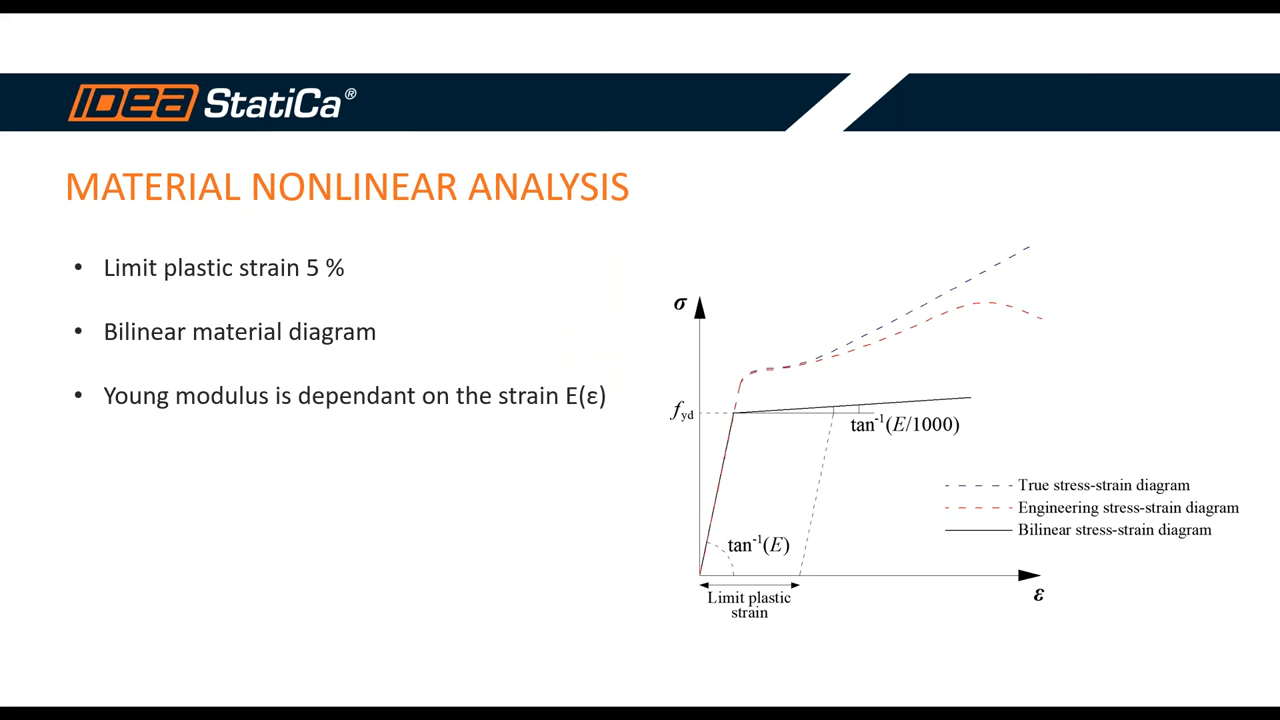 IDEA StatiCa®
MATERIAL NONLINEAR ANALYSIS
• Limit plastic strain 5 %
• Bilinear material diagram
• Young modulus is dependant on the strain E(ε)
σ
fyd
tan-1(E/1000)
tan-1(E)
True stress-strain diagram
Engineering stress-strain diagram
Bilinear stress-strain diagram
Limit plastic
strain
ε